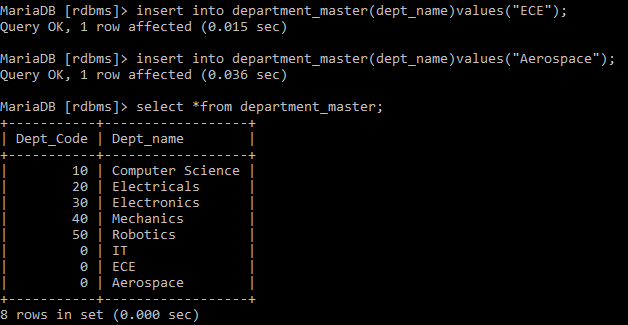 MariaDB [rdbms]> insert into department_master(dept_name)values("ECE");
Query OK, 1 row affected (0.015 sec)
MariaDB [rdbms]> insert into department_master(dept_name)values("Aerospace");
Query OK, 1 row affected (0.036 sec)
MariaDB [rdbms]> select *from department_master;
+-----------+------------------+
| Dept_Code | Dept_name        |
+-----------+------------------+
|        10 | Computer Science |
|        20 | Electricals      |
|        30 | Electronics      |
|        40 | Mechanics        |
|        50 | Robotics         |
|         0 | IT               |
|         0 | ECE              |
|         0 | Aerospace        |
+-----------+------------------+
8 rows in set (0.000 sec)